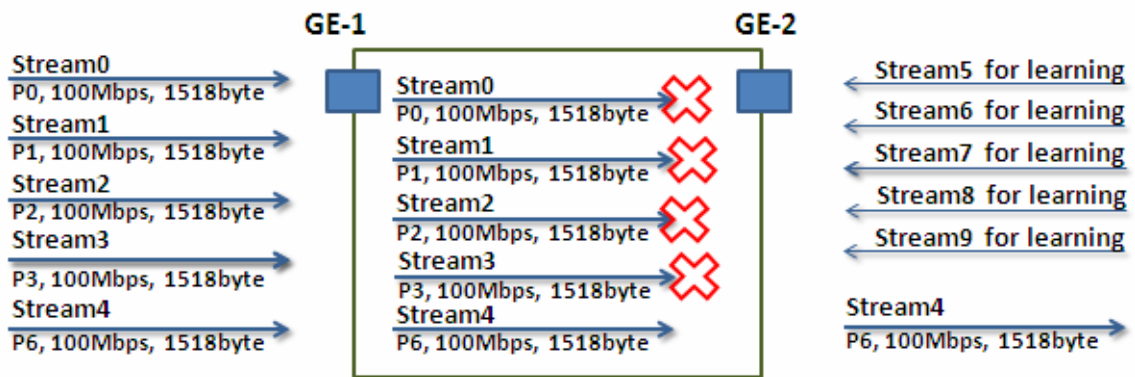 GE-1
GE-2
Stream0
P0, 100Mbps, 1518byte
Stream1
P1, 100Mbps, 1518byte
Stream2
P2, 100Mbps, 1518byte
Stream3
P3, 100Mbps, 1518byte
Stream4
P6, 100Mbps, 1518byte
Stream0
P0, 100Mbps, 1518byte
Stream1
P1, 100Mbps, 1518byte
Stream2
P2, 100Mbps, 1518byte
Stream3
P3, 100Mbps, 1518byte
Stream4
P6, 100Mbps, 1518byte
Stream5 for learning
Stream6 for learning
Stream7 for learning
Stream8 for learning
Stream9 for learning
Stream4
P6, 100Mbps, 1518byte